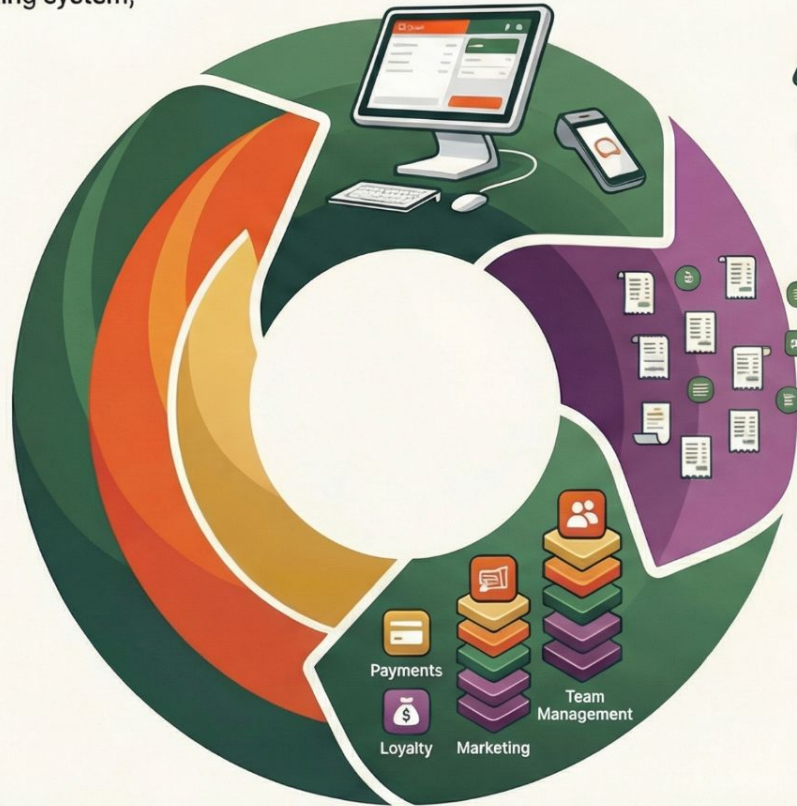 ing system,
Payments
Loyalty
Marketing
Team
Management